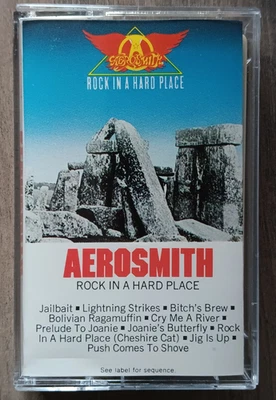 AEROSMITH
ROCK IN A HARD PLACE
AEROSMITH
ROCK IN A HARD PLACE
Jailbait ▪ Lightning Strikes ▪ Bitch's Brew ▪
Bolivian Ragamuffin ▪ Cry Me A River ▪
Prelude To Joanie ▪ Joanie's Butterfly ▪ Rock
In A Hard Place (Cheshire Cat) ▪ Jig Is Up ▪
Push Comes To Shove
See label for sequence.